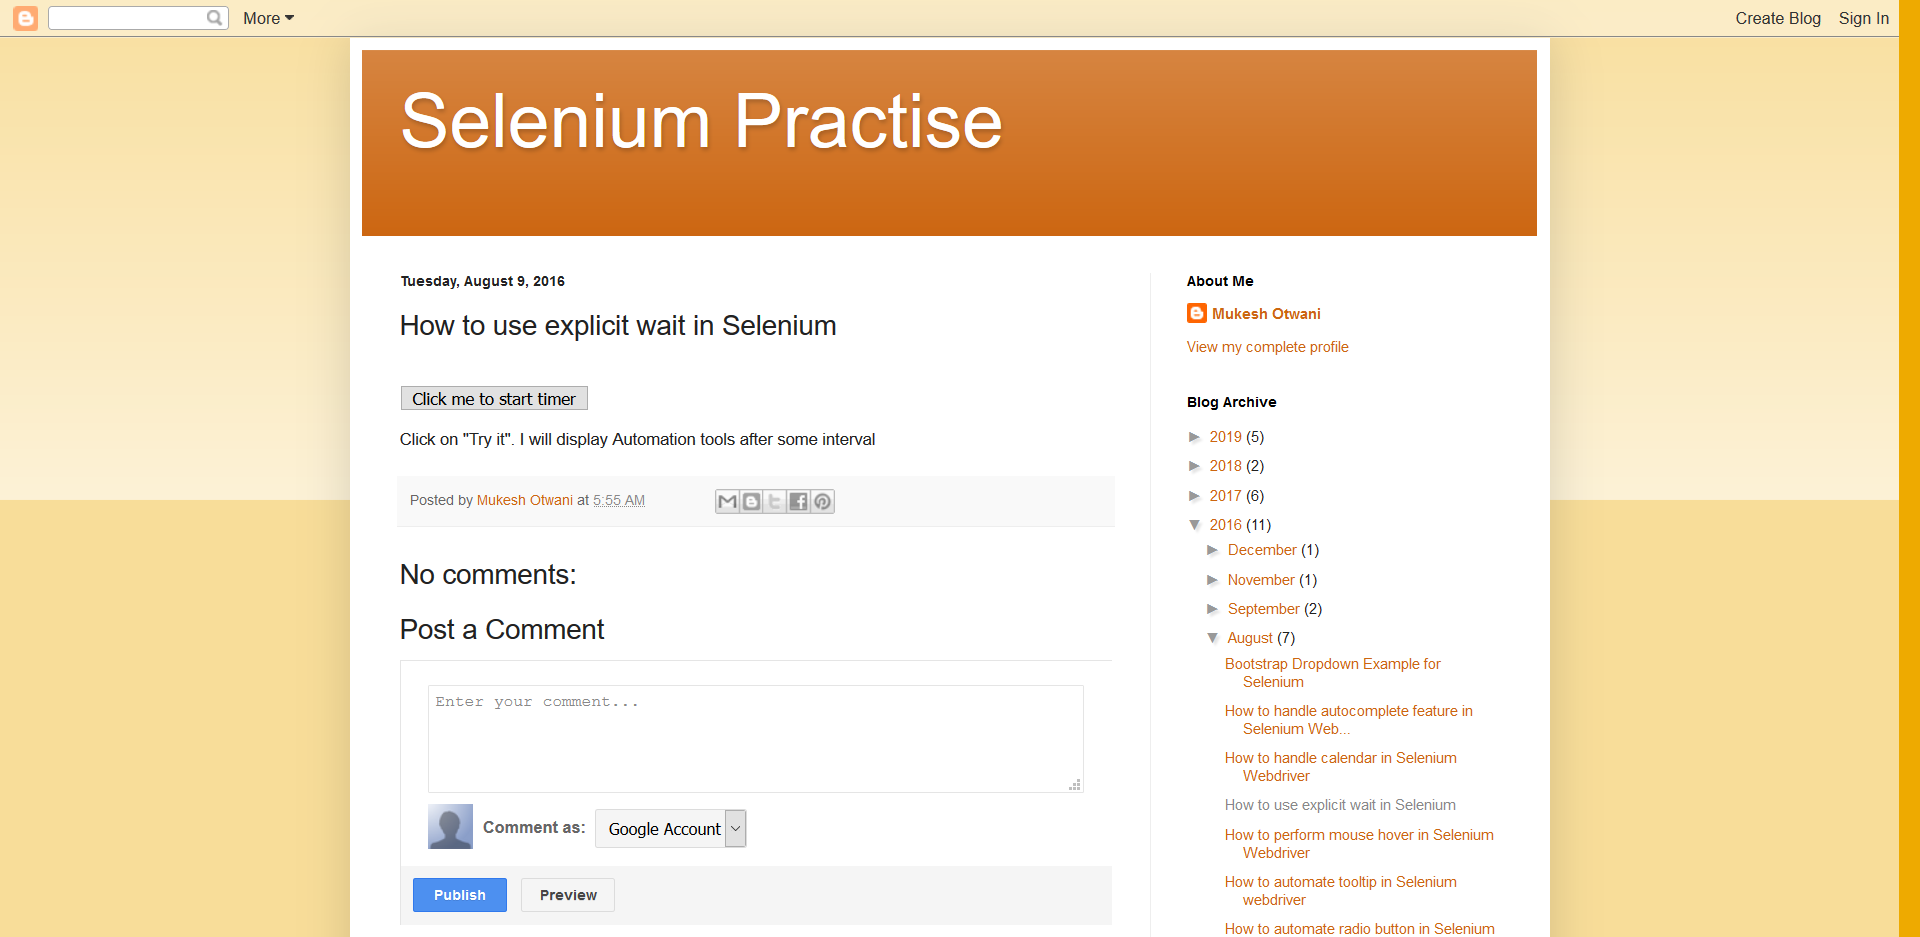 More
Create Blog
Sign In
Selenium Practise
Tuesday, August 9, 2016
How to use explicit wait in Selenium
Click me to start timer
Click on "Try it". I will display Automation tools after some interval
Posted by Mukesh Otwani at 5:55 AM
No comments:
Post a Comment
Enter your comment...
Comment as:
Google Account
Publish
Preview
About Me
Mukesh Otwani
View my complete profile
Blog Archive
► 2019 (5)
► 2018 (2)
► 2017 (6)
▼ 2016 (11)
► December (1)
► November (1)
► September (2)
▼ August (7)
Bootstrap Dropdown Example for
Selenium
How to handle autocomplete feature in
Selenium Web...
How to handle calendar in Selenium
Webdriver
How to use explicit wait in Selenium
How to perform mouse hover in Selenium
Webdriver
How to automate tooltip in Selenium
webdriver
How to automate radio button in Selenium